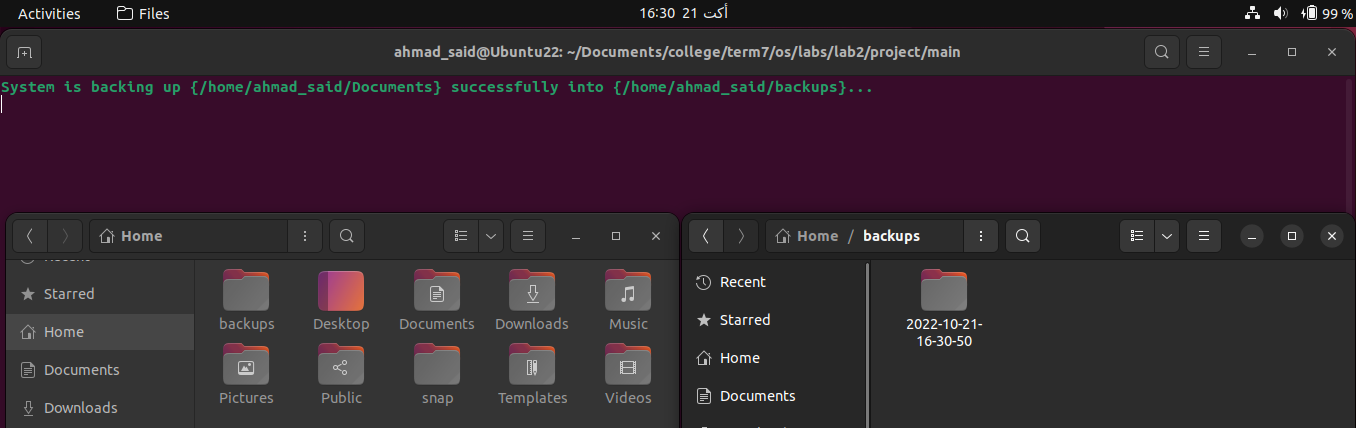 Activities
Files
16:30 21 أكت
99 %
ahmad_said@Ubuntu22: ~/Documents/college/term7/os/labs/lab2/project/main
System is backing up {/home/ahmad_said/Documents} successfully into {/home/ahmad_said/backups}...
Home
Starred
Home
Documents
Downloads
backups
Desktop
Documents
Downloads
Music
Pictures
Public
snap
Templates
Videos
Home / backups
Recent
Starred
Home
Documents
2022-10-21-
16-30-50